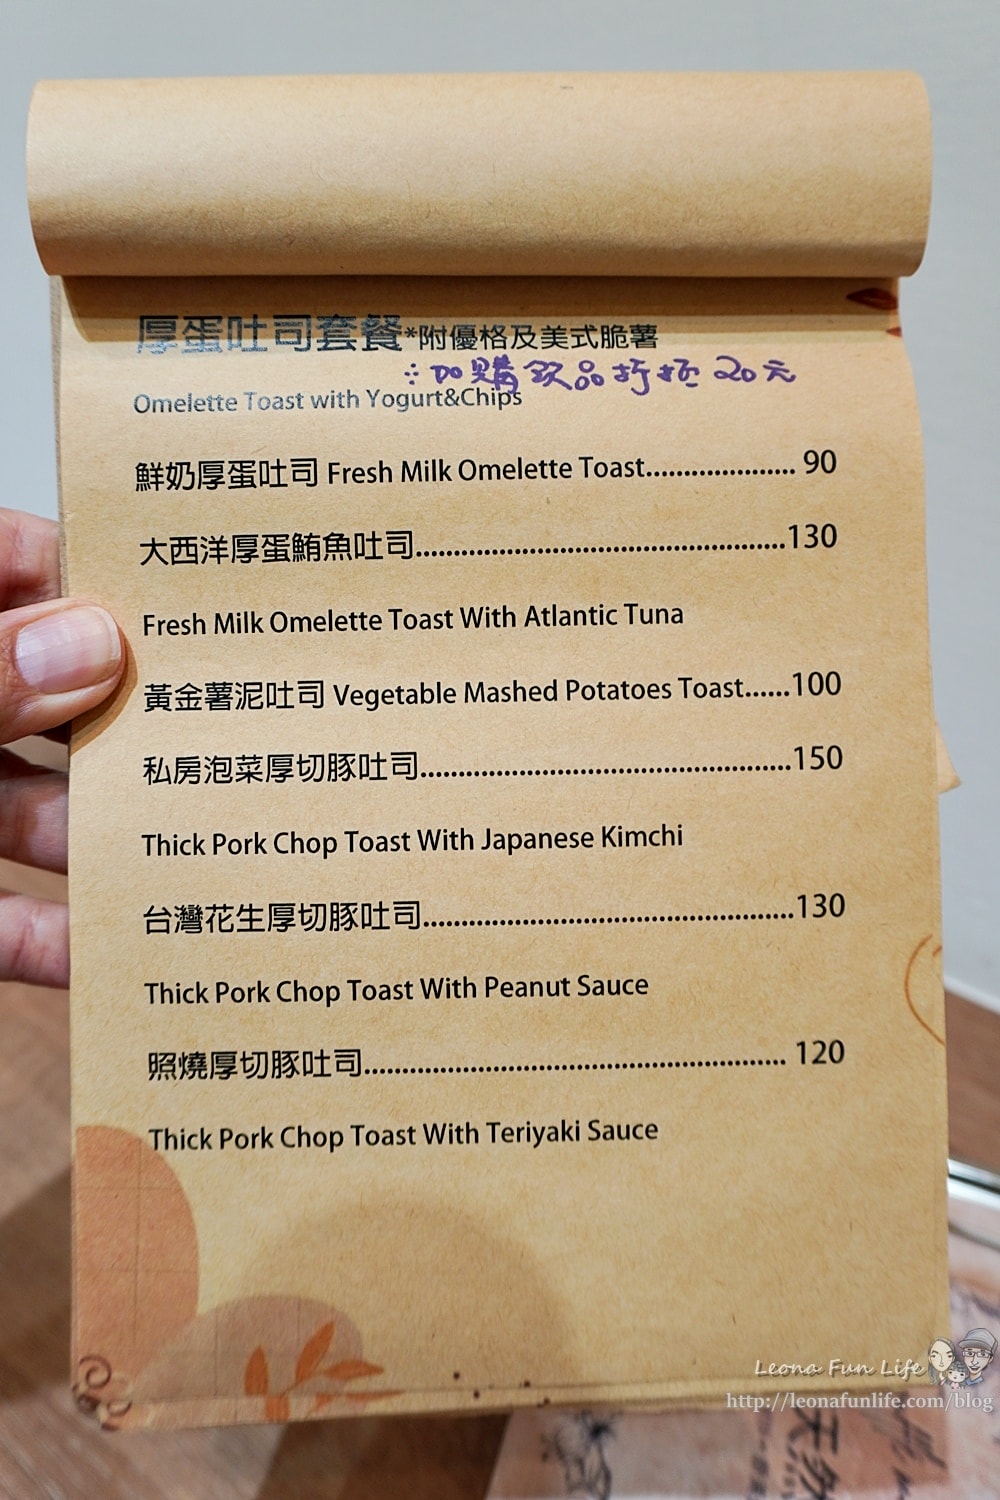 厚蛋吐司套餐*附優格及美式脆薯
∴加購飲品折抵20元
Omelette Toast with Yogurt&Chips
鮮奶厚蛋吐司 Fresh Milk Omelette Toast.................... 90
大西洋厚蛋鮪魚吐司.................................................130
Fresh Milk Omelette Toast With Atlantic Tuna
黃金薯泥吐司 Vegetable Mashed Potatoes Toast......100
私房泡菜厚切豚吐司.................................................150
Thick Pork Chop Toast With Japanese Kimchi
台灣花生厚切豚吐司.................................................130
Thick Pork Chop Toast With Peanut Sauce
照燒厚切豚吐司........................................................ 120
Thick Pork Chop Toast With Teriyaki Sauce
Leona Fun Life
http://leonafunlife.com/blog